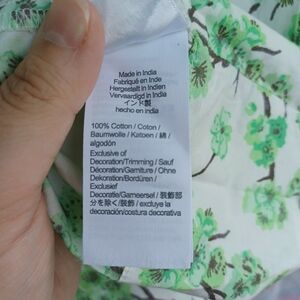 Made in India
Fabriqué en Inde
Hergestellt in Indien
Vervaardigd in India
インド製
hecho en india
100% Cotton / Coton /
Baumwolle / Katoen / 綿 /
algodón
Exclusive of
Decoration/Trimming / Sauf
Décoration/Garniture / Ohne
Dekoration/Bordüren /
Exclusief
Decoratie/Garneersel / 装飾部
分を除く/装飾 / excluye la
decoración/costura decorativa